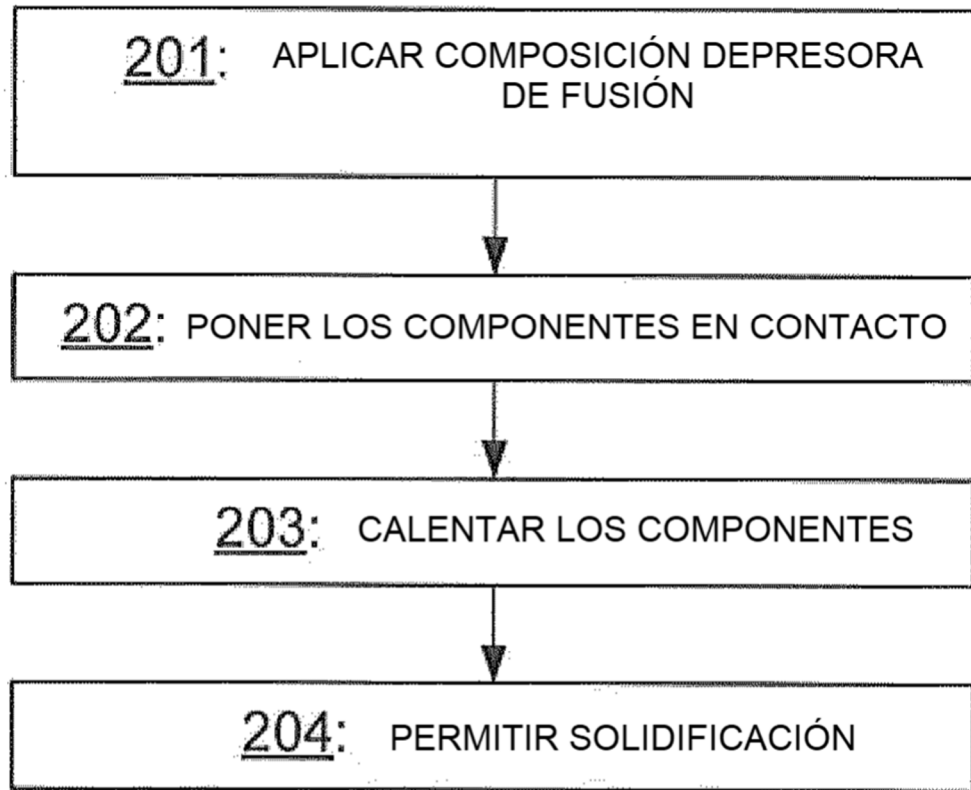 201: APLICAR COMPOSICIÓN DEPRESORA
DE FUSIÓN
202: PONER LOS COMPONENTES EN CONTACTO
203: CALENTAR LOS COMPONENTES
204: PERMITIR SOLIDIFICACIÓN